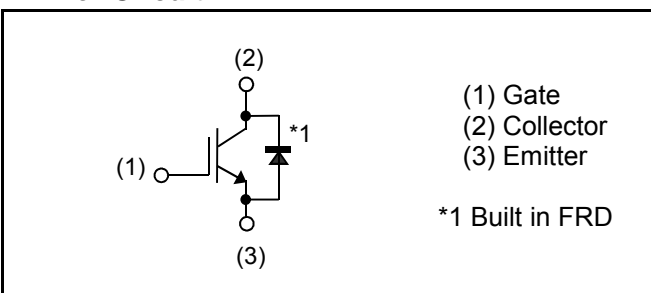 (2)
*1
(1)
(3)
(1) Gate
(2) Collector
(3) Emitter
*1 Built in FRD